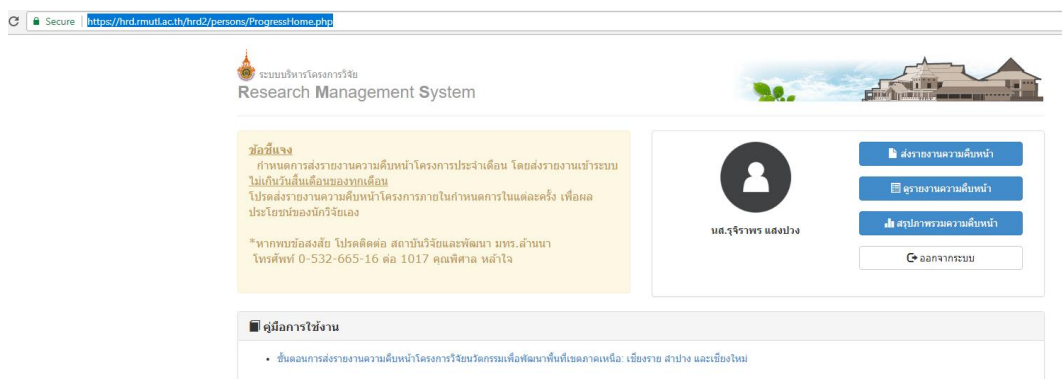 Secure https://hrd.rmutl.ac.th/hrd2/persons/ProgressHome.php
ระบบบริหารโครงการวิจัย
Research Management System
ข้อชี้แจง
กำหนดการส่งรายงานความคืบหน้าโครงการประจำเดือน โดยส่งรายงานเข้าระบบ
ไม่เกินวันสิ้นเดือนของทุกเดือน
โปรดส่งรายงานความคืบหน้าโครงการภายในกำหนดการในแต่ละครั้ง เพื่อผล
ประโยชน์ของนักวิจัยเอง
*หากพบข้อสงสัย โปรดติดต่อ สถาบันวิจัยและพัฒนา มทร.ล้านนา
โทรศัพท์ 0-532-665-16 ต่อ 1017 คุณพิศาล หล้าใจ
นส.รุจิราพร แสงปวง
ส่งรายงานความคืบหน้า
ดูรายงานความคืบหน้า
สรุปภาพรวมความคืบหน้า
ออกจากระบบ
คู่มือการใช้งาน
ขั้นตอนการส่งรายงานความคืบหน้าโครงการวิจัยนวัตกรรมเพื่อพัฒนาพื้นที่เขตภาคเหนือ: เชียงราย ลำปาง และเชียงใหม่